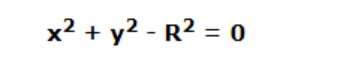 x² + y² - R² = 0